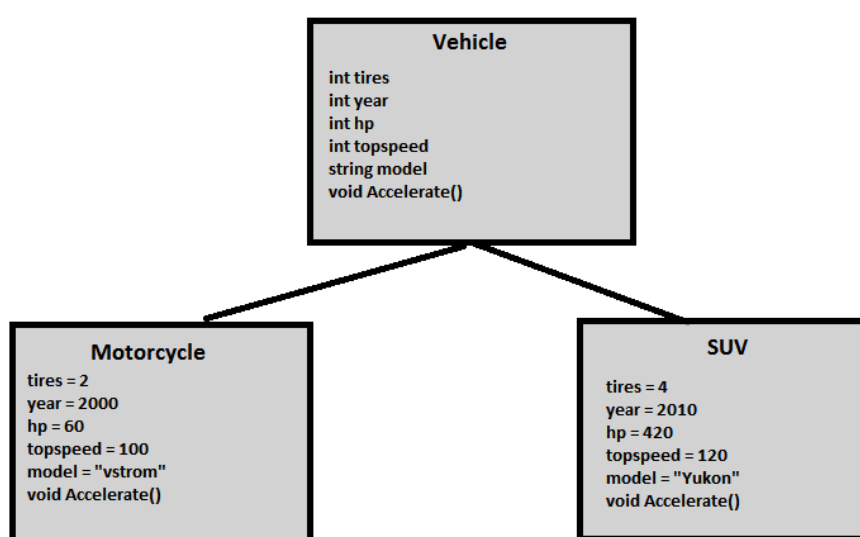 Vehicle
int tires
int year
int hp
int topspeed
string model
void Accelerate()
Motorcycle
tires = 2
year = 2000
hp = 60
topspeed = 100
model = "vstrom"
void Accelerate()
SUV
tires = 4
year = 2010
hp = 420
topspeed = 120
model = "Yukon"
void Accelerate()